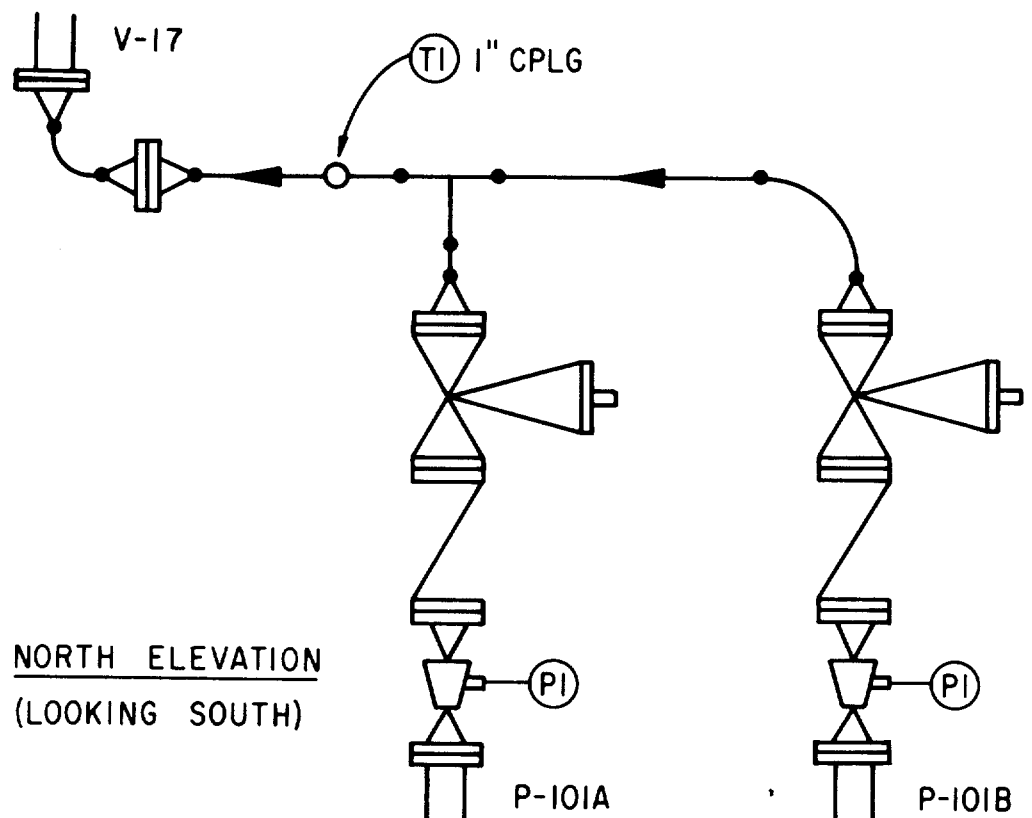 V-17
TI 1" CPLG
NORTH ELEVATION
(LOOKING SOUTH)
PI
PI
P-101A
P-101B